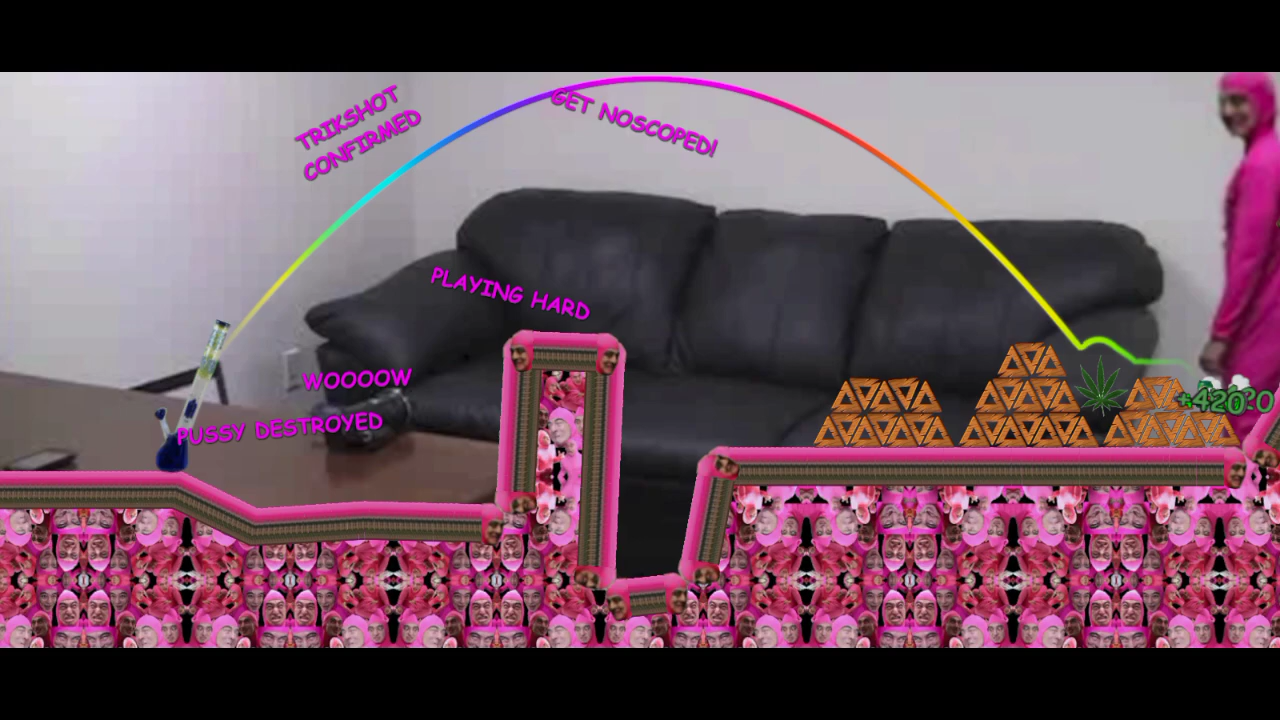 TRIKSHOT
CONFIRMED
GET NOSCOPED!
PLAYING HARD
WOOOOW
PUSSY DESTROYED